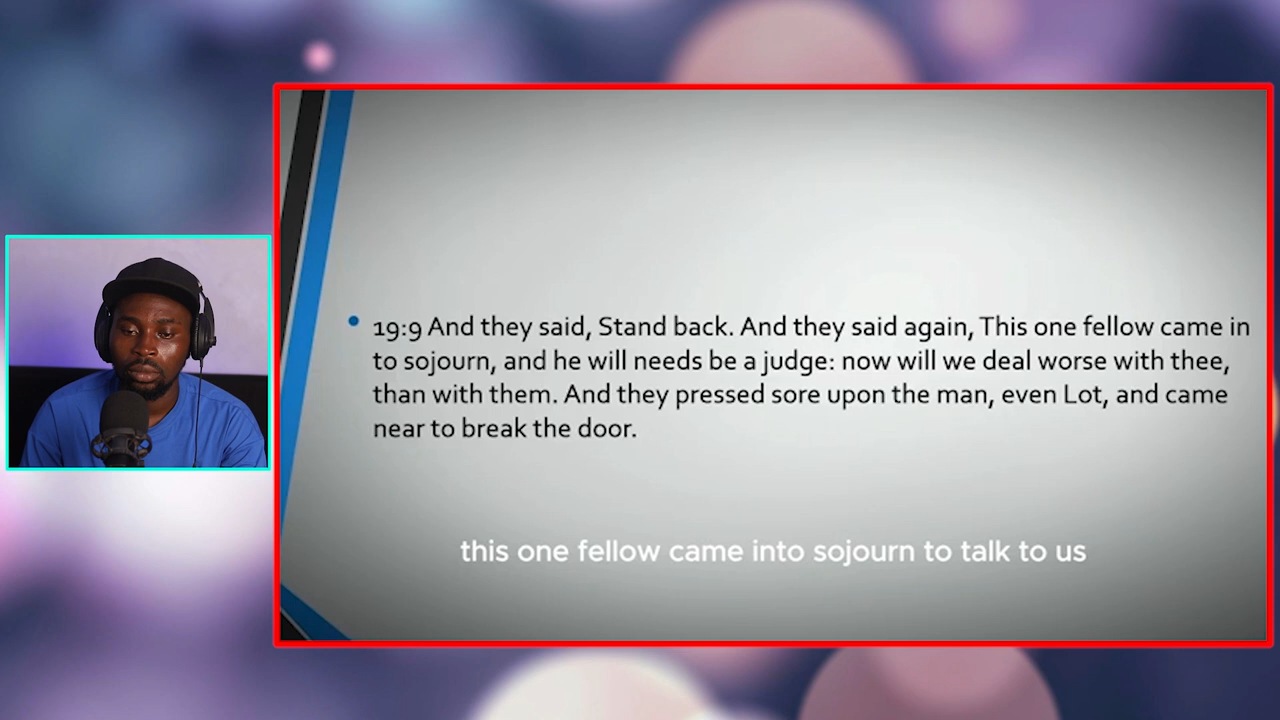 • 19:9 And they said, Stand back. And they said again, This one fellow came in
to sojourn, and he will needs be a judge: now will we deal worse with thee,
than with them. And they pressed sore upon the man, even Lot, and came
near to break the door.
this one fellow came into sojourn to talk to us